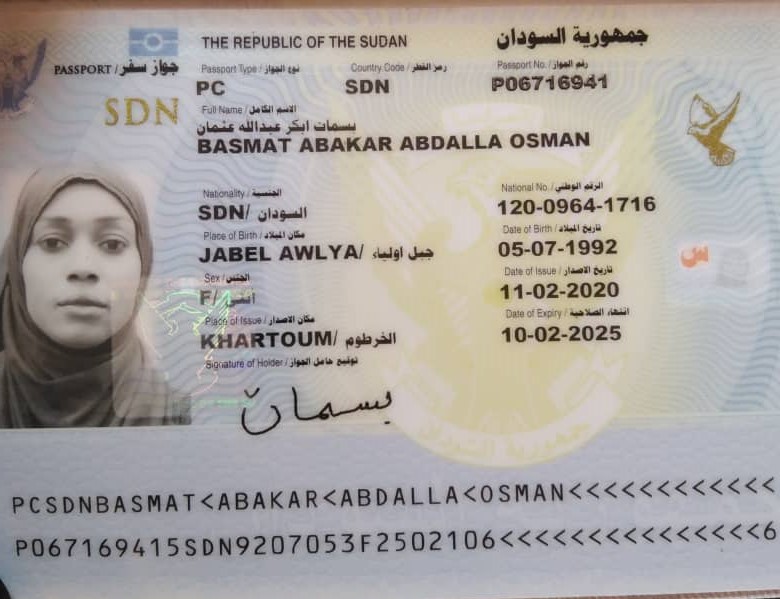 THE REPUBLIC OF THE SUDAN جمهورية السودان
PASSPORT / جواز سفر
SDN
Passport Type / نوع الجواز Country Code / رمز القطر Passport No. / رقم الجواز
PC SDN P06716941
Full Name / الاسم الكامل
بسمات ابكر عبدالله عثمان
BASMAT ABAKAR ABDALLA OSMAN
Nationality / الجنسية National No. / الرقم الوطني
SDN/ السودان 120-0964-1716
Place of Birth / مكان الميلاد Date of Birth / تاريخ الميلاد
JABEL AWLYA/ جبل اولياء 05-07-1992
Sex / الجنس Date of Issue / تاريخ الاصدار
F/ انثى 11-02-2020
Place of Issue / مكان الاصدار Date of Expiry / انتهاء الصلاحية
KHARTOUM/ الخرطوم 10-02-2025
Signature of Holder / توقيع حامل الجواز
بسمات
س
جمهورية السودان
PCSDNBASMAT<ABAKAR<ABDALLA<OSMAN<<<<<<<<<<<<
P067169415SDN9207053F2502106<<<<<<<<<<<<<<<6